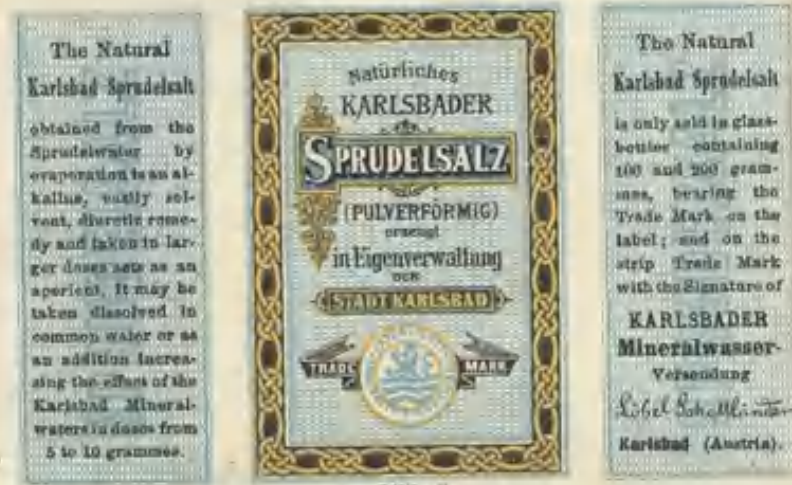 The Natural
Karlsbad Sprudelsalt
obtained from the
Sprudelwater by
evaporation is an al-
kaline, easily sol-
vent, diuretic reme-
dy and taken in lar-
ger doses acts as an
aperient. It may be
taken dissolved in
common water or as
an addition increa-
sing the effect of the
Karlsbad Mineral-
waters in doses from
5 to 10 grammes.
Natürliches
KARLSBADER
SPRUDELSALZ
(PULVERFÖRMIG)
erzeugt
in Eigenverwaltung
DER
STADT KARLSBAD
TRADE MARK
The Natural
Karlsbad Sprudelsalt
is only sold in glass-
bottles containing
100 and 200 gram-
mes, bearing the
Trade Mark on the
label; and on the
strip Trade Mark
with the Signature of
KARLSBADER
Mineralwasser-
Versendung
Löbel Schottländer
Karlsbad (Austria).